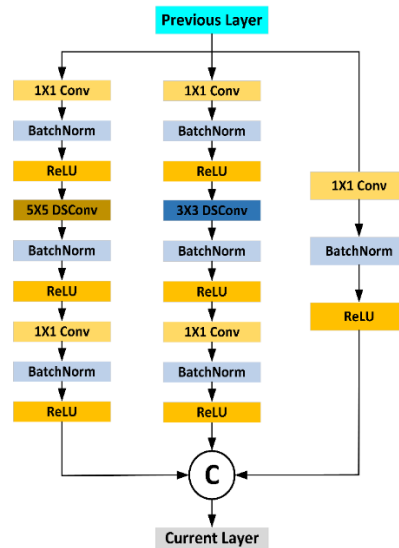 Previous Layer
1X1 Conv
BatchNorm
ReLU
5X5 DSConv
BatchNorm
ReLU
1X1 Conv
BatchNorm
ReLU
1X1 Conv
BatchNorm
ReLU
3X3 DSConv
BatchNorm
ReLU
1X1 Conv
BatchNorm
ReLU
1X1 Conv
BatchNorm
ReLU
C
Current Layer